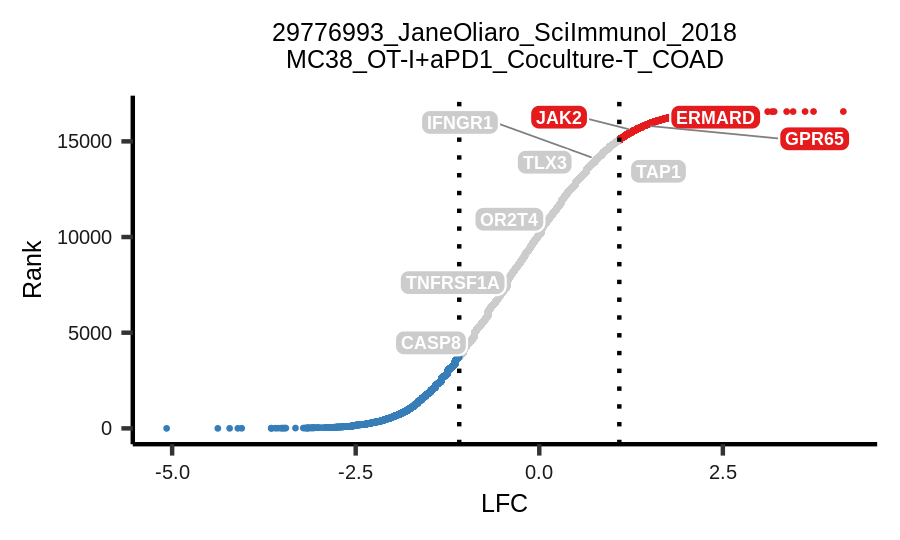 29776993_JaneOliaro_SciImmunol_2018
MC38_OT-I+aPD1_Coculture-T_COAD
Rank
15000
10000
5000
0
IFNGR1
JAK2
ERMARD
GPR65
TLX3
TAP1
OR2T4
TNFRSF1A
CASP8
-5.0
-2.5
0.0
2.5
LFC